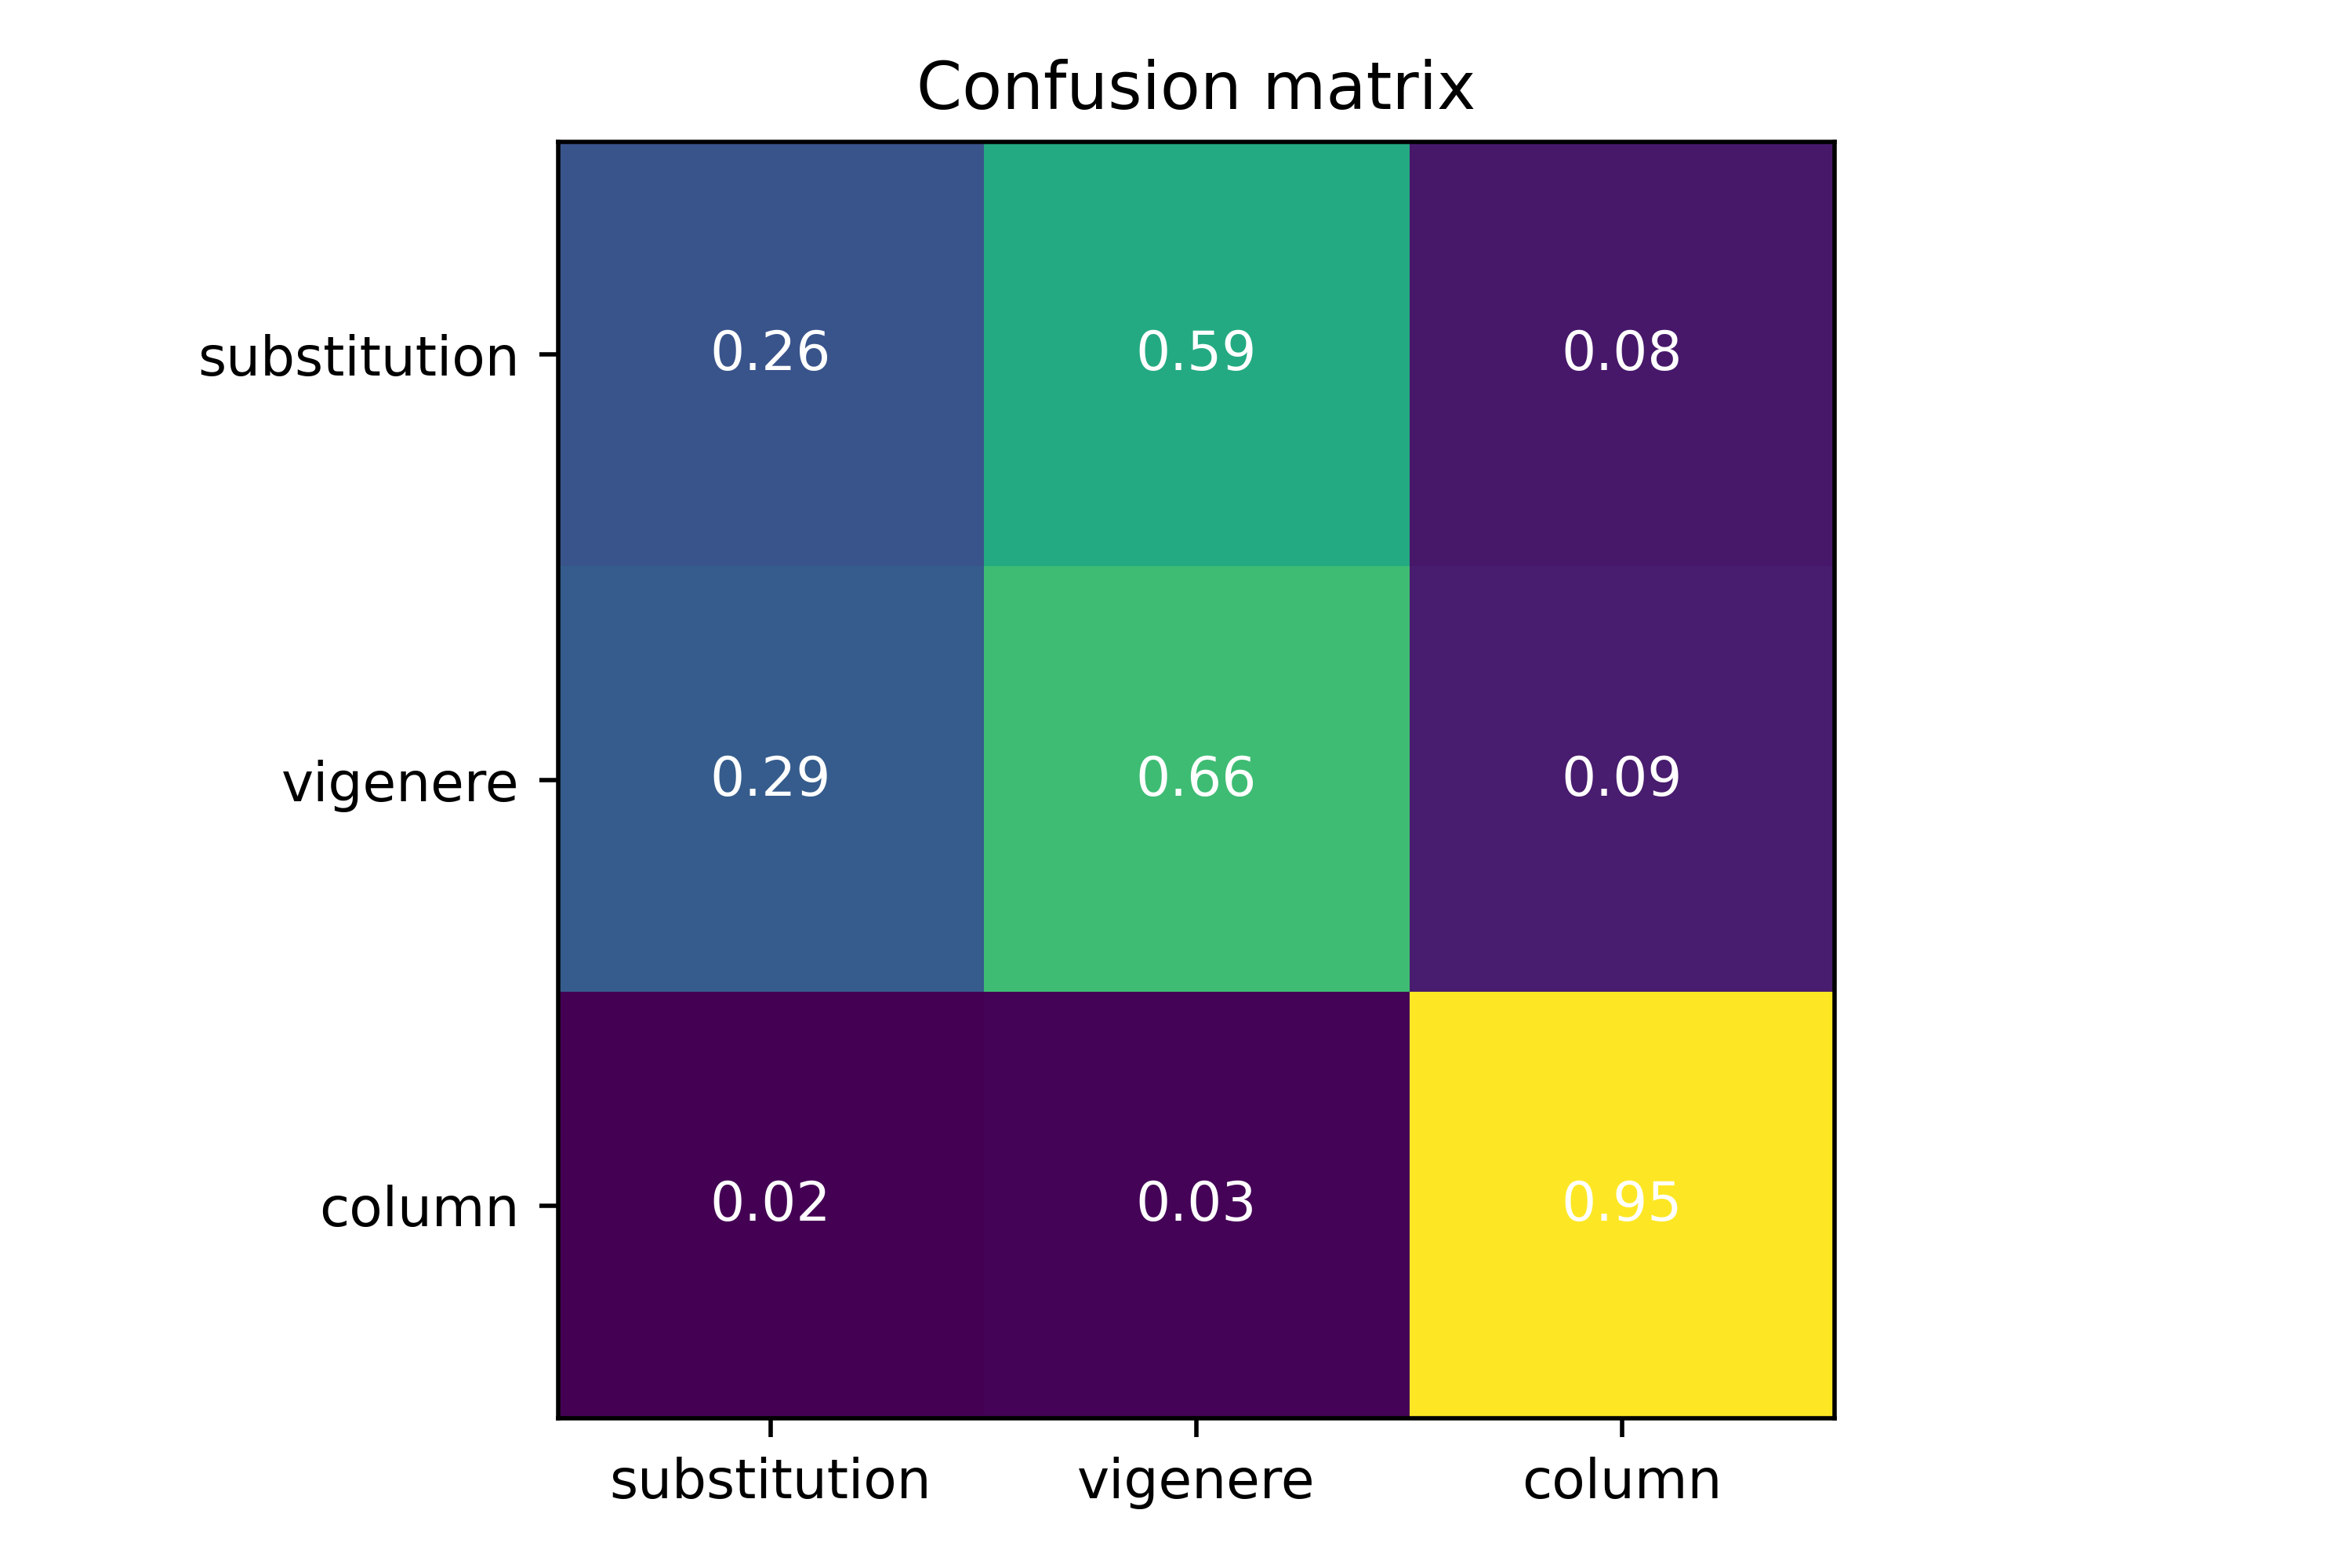 Confusion matrix
substitution 0.26 0.59 0.08
vigenere 0.29 0.66 0.09
column 0.02 0.03 0.95
substitution vigenere column